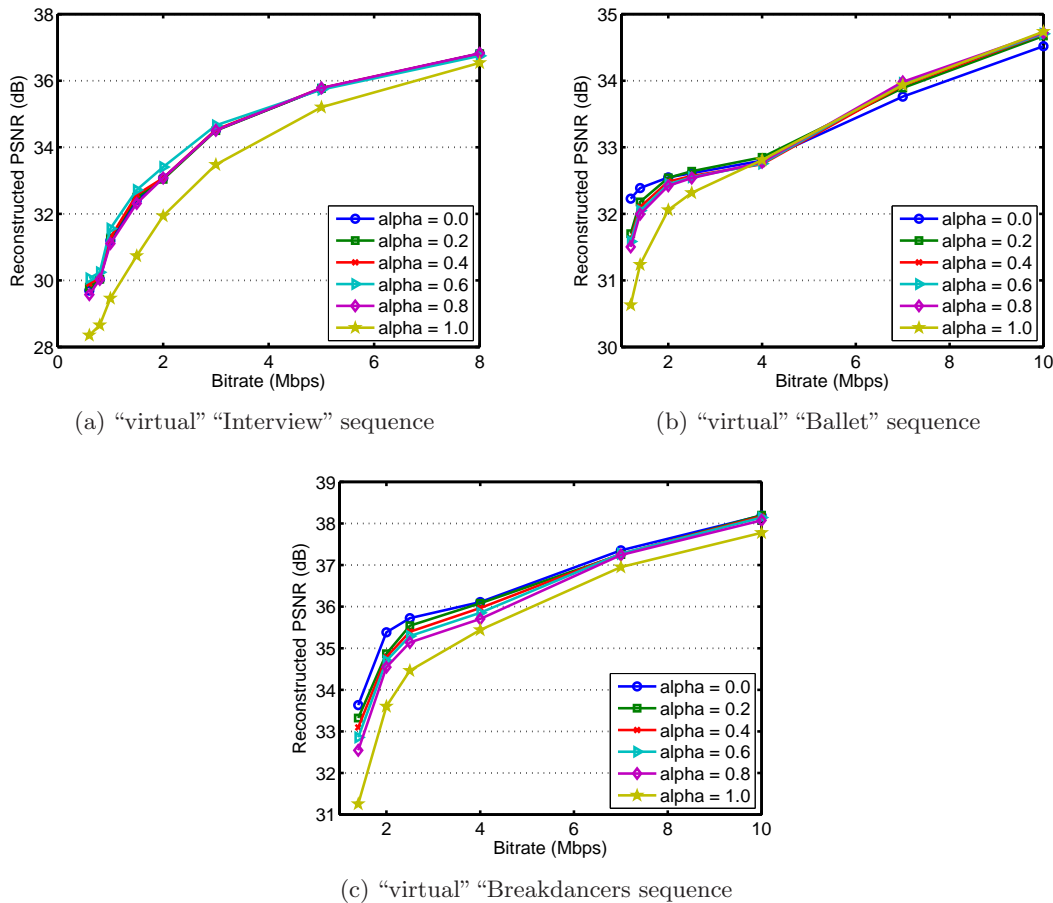 38
36
34
32
30
28
0 2 4 6 8
Reconstructed PSNR (dB)
Bitrate (Mbps)
alpha = 0.0
alpha = 0.2
alpha = 0.4
alpha = 0.6
alpha = 0.8
alpha = 1.0
(a) “virtual” “Interview” sequence
35
34
33
32
31
30
2 4 6 8 10
Reconstructed PSNR (dB)
Bitrate (Mbps)
alpha = 0.0
alpha = 0.2
alpha = 0.4
alpha = 0.6
alpha = 0.8
alpha = 1.0
(b) “virtual” “Ballet” sequence
39
38
37
36
35
34
33
32
31
2 4 6 8 10
Reconstructed PSNR (dB)
Bitrate (Mbps)
alpha = 0.0
alpha = 0.2
alpha = 0.4
alpha = 0.6
alpha = 0.8
alpha = 1.0
(c) “virtual” “Breakdancers sequence